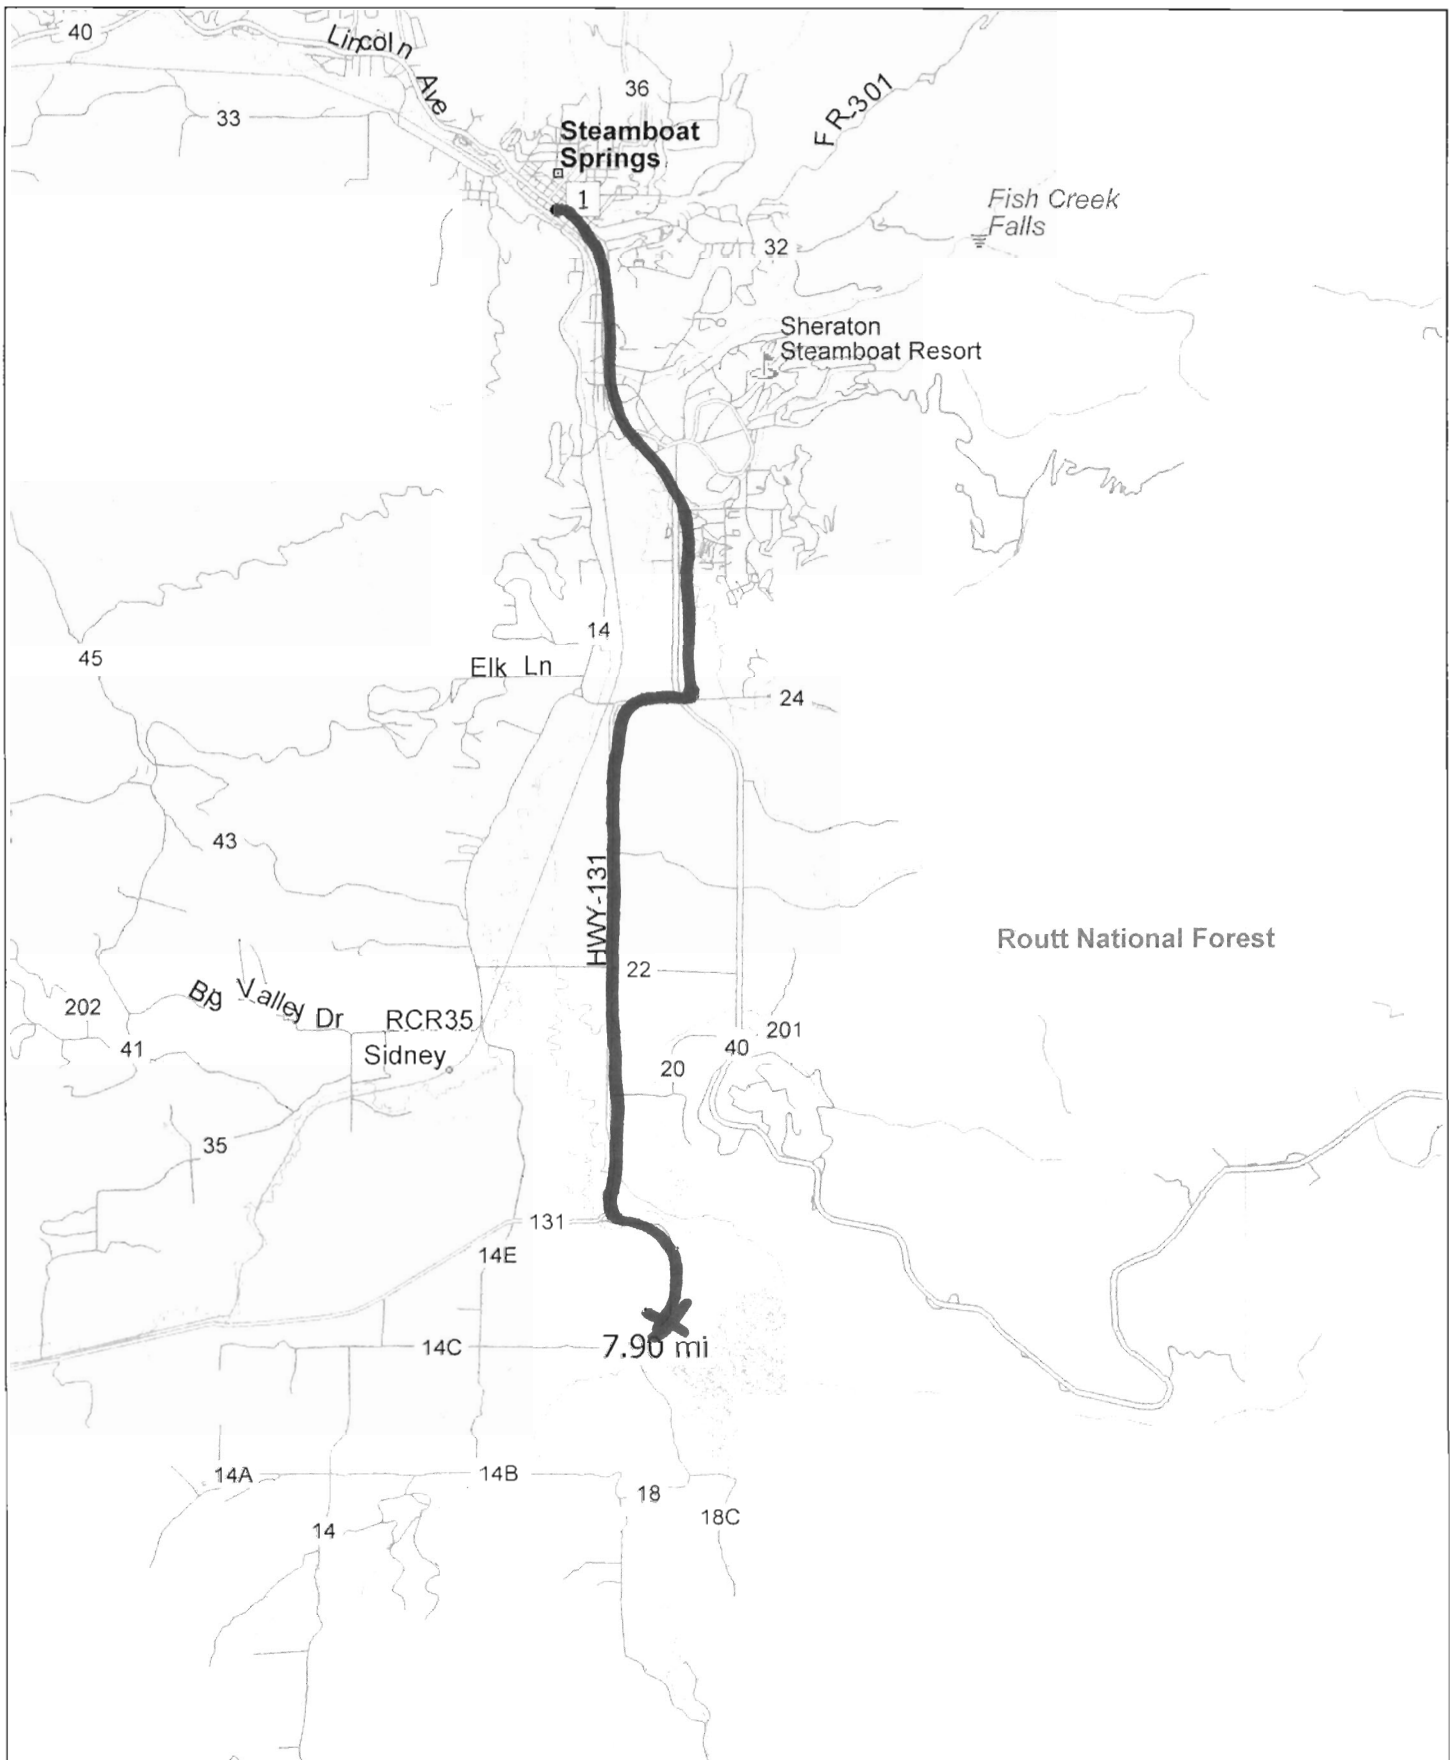 40
Lincoln
Ave
36
F R-301
33
Steamboat
Springs
1
Fish Creek
Falls
32
Sheraton
Steamboat Resort
14
45
Elk Ln
24
43
HWY-131
Routt National Forest
22
Big Valley Dr
202
RCR35
201
41
Sidney
40
20
35
131
14E
14C
7.90 mi
14A
14B
18
18C
14